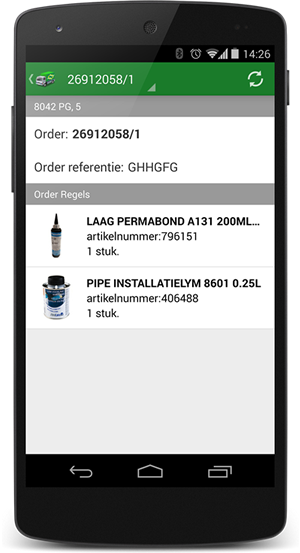 14:26
26912058/1
8042 PG, 5
Order: 26912058/1
Order referentie: GHHGFG
Order Regels
LAAG PERMABOND A131 200ML...
artikelnummer:796151
1 stuk.
PIPE INSTALLATIELYM 8601 0.25L
artikelnummer:406488
1 stuk.